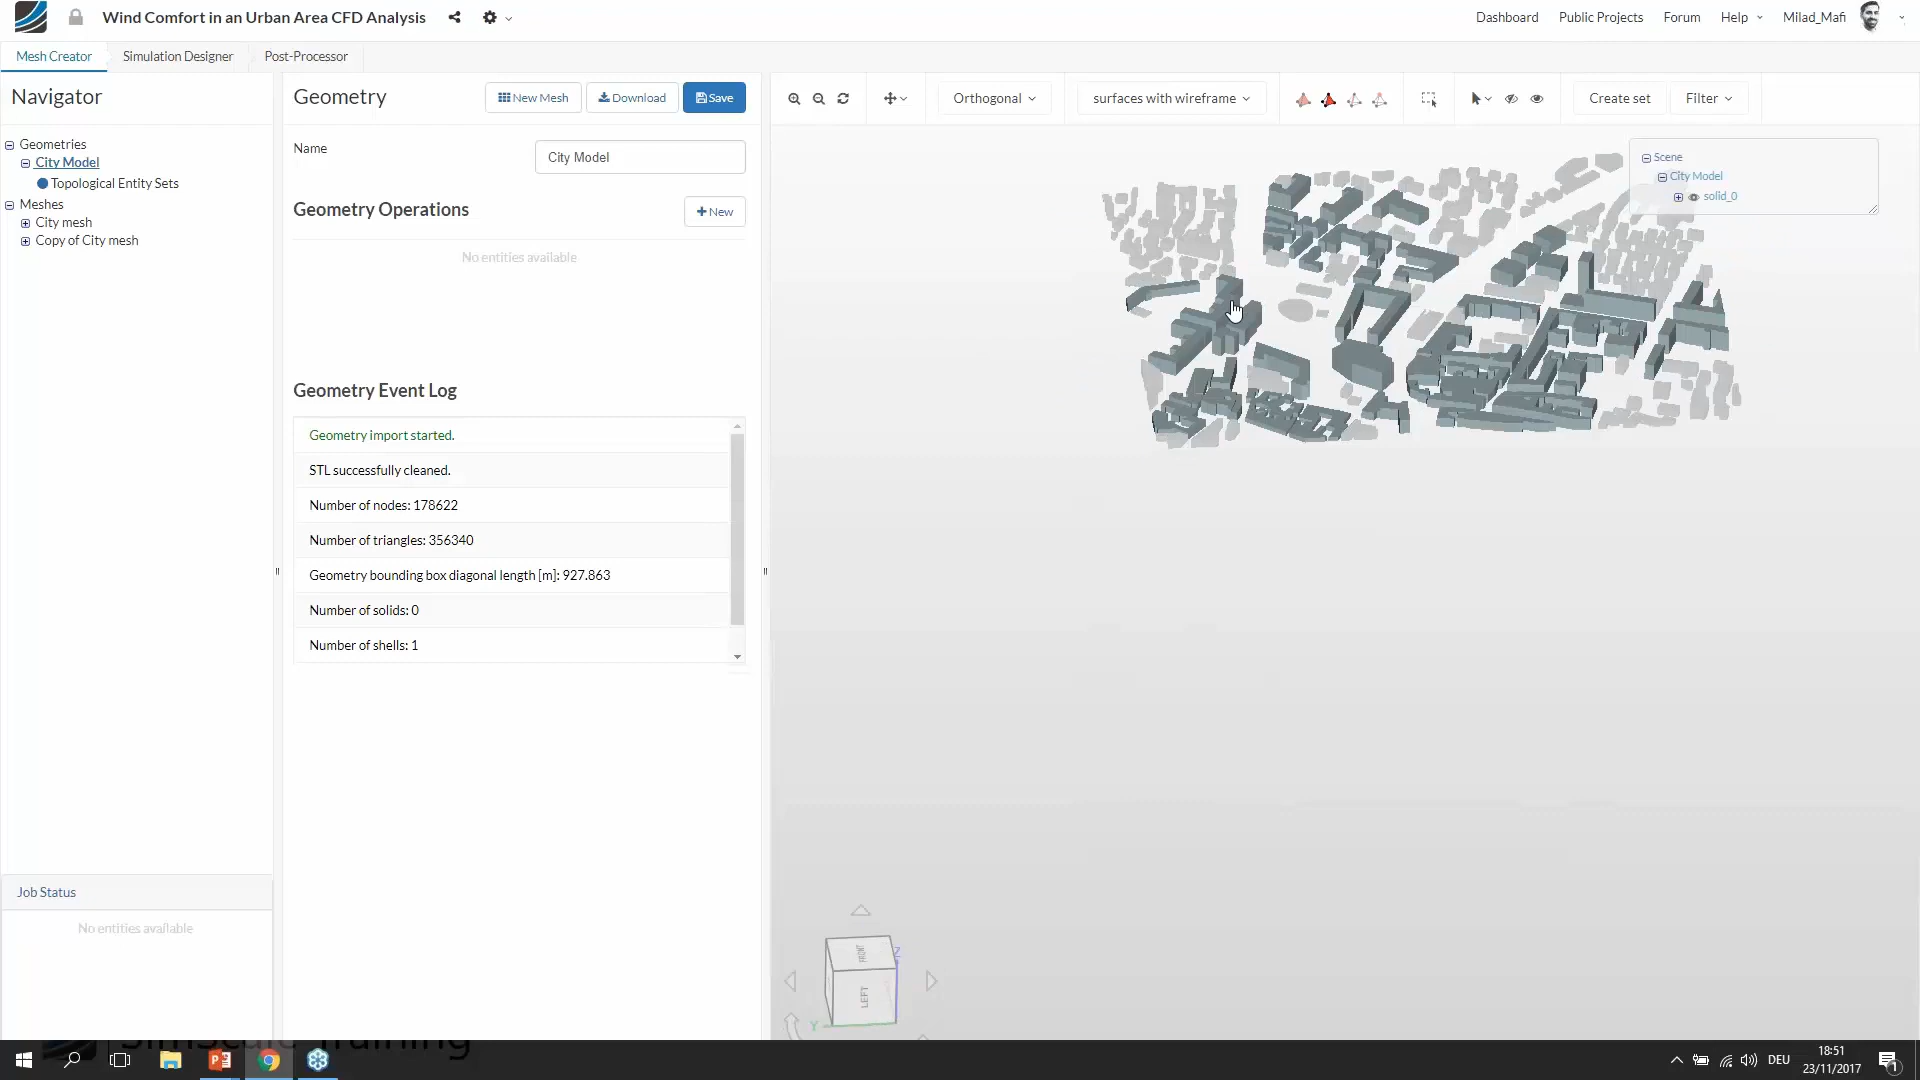 Wind Comfort in an Urban Area CFD Analysis
Dashboard
Public Projects
Forum
Help
Milad_Mafi
Mesh Creator
Simulation Designer
Post-Processor
Navigator
Geometries
City Model
Topological Entity Sets
Meshes
City mesh
Copy of City mesh
Job Status
No entities available
Geometry
New Mesh
Download
Save
Name
City Model
Geometry Operations
New
No entities available
Geometry Event Log
Geometry import started.
STL successfully cleaned.
Number of nodes: 178622
Number of triangles: 356340
Geometry bounding box diagonal length [m]: 927.863
Number of solids: 0
Number of shells: 1
Orthogonal
surfaces with wireframe
Create set
Filter
Scene
City Model
solid_0
FRONT
LEFT
Z
Y
SimScale Training
DEU
18:51
23/11/2017
1